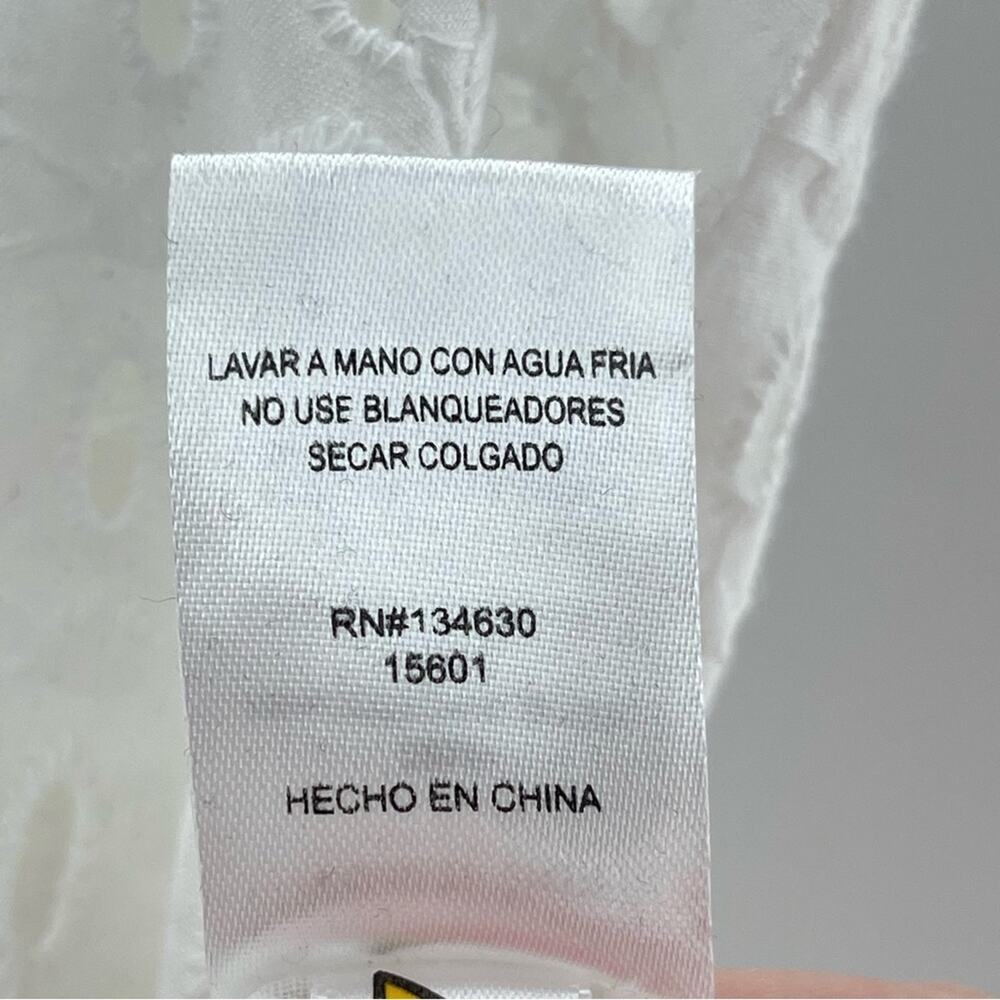 LAVAR A MANO CON AGUA FRIA
NO USE BLANQUEADORES
SECAR COLGADO
RN#134630
15601
HECHO EN CHINA